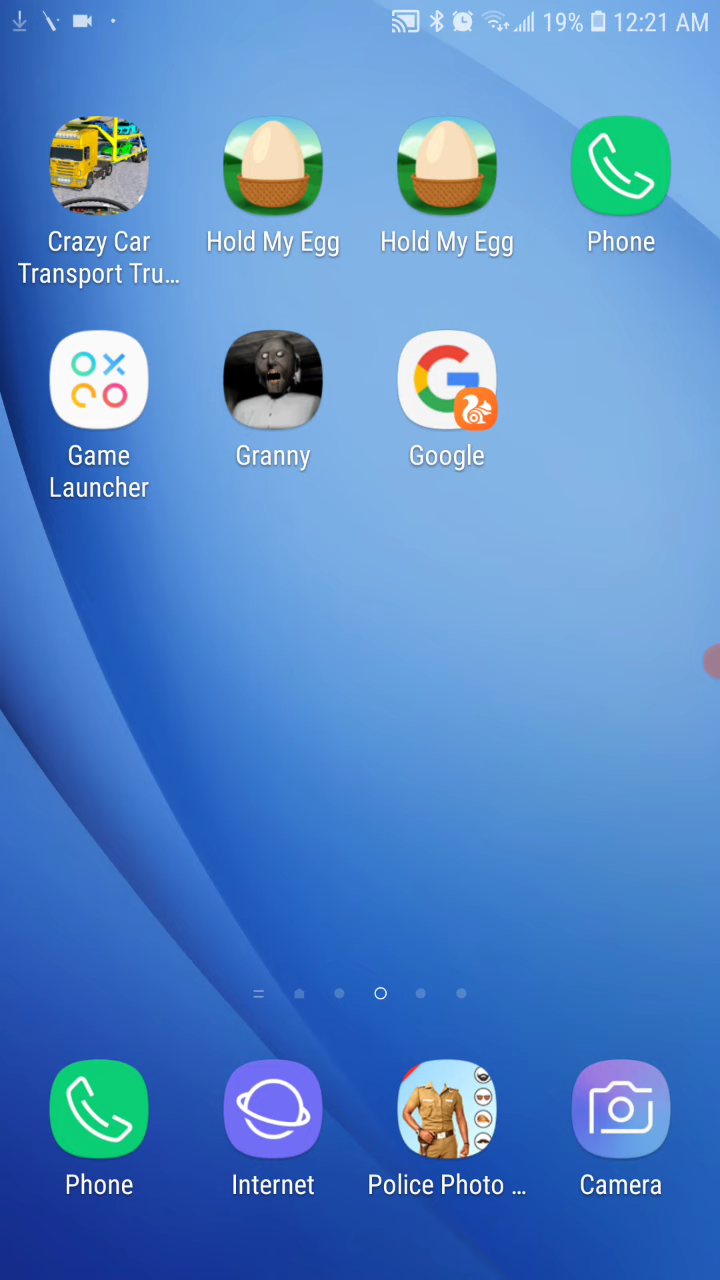 19% 12:21 AM
Crazy Car
Transport Tru...
Hold My Egg
Hold My Egg
Phone
Game
Launcher
Granny
Google
Phone
Internet
Police Photo ...
Camera